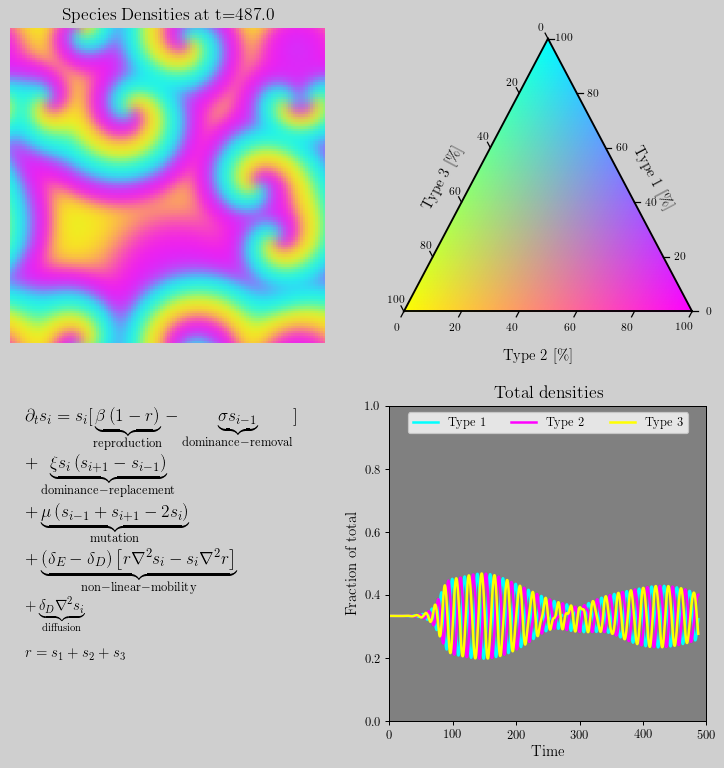 Species Densities at t=487.0
0
100
20
80
40
60
Type 3 [%]
Type 1 [%]
60
40
80
20
100
0
0
20
40
60
80
100
Type 2 [%]
∂ₜsᵢ = sᵢ[β (1 − r) − σsᵢ₋₁ ]
reproduction dominance−removal
+ ξsᵢ (sᵢ₊₁ − sᵢ₋₁)
dominance−replacement
+ μ (sᵢ₋₁ + sᵢ₊₁ − 2sᵢ)
mutation
+ (δ_E − δ_D) [r∇²sᵢ − sᵢ∇²r]
non−linear−mobility
+ δ_D∇²sᵢ
diffusion
r = s₁ + s₂ + s₃
Total densities
Type 1 Type 2 Type 3
1.0
0.8
0.6
0.4
0.2
0.0
Fraction of total
0 100 200 300 400 500
Time